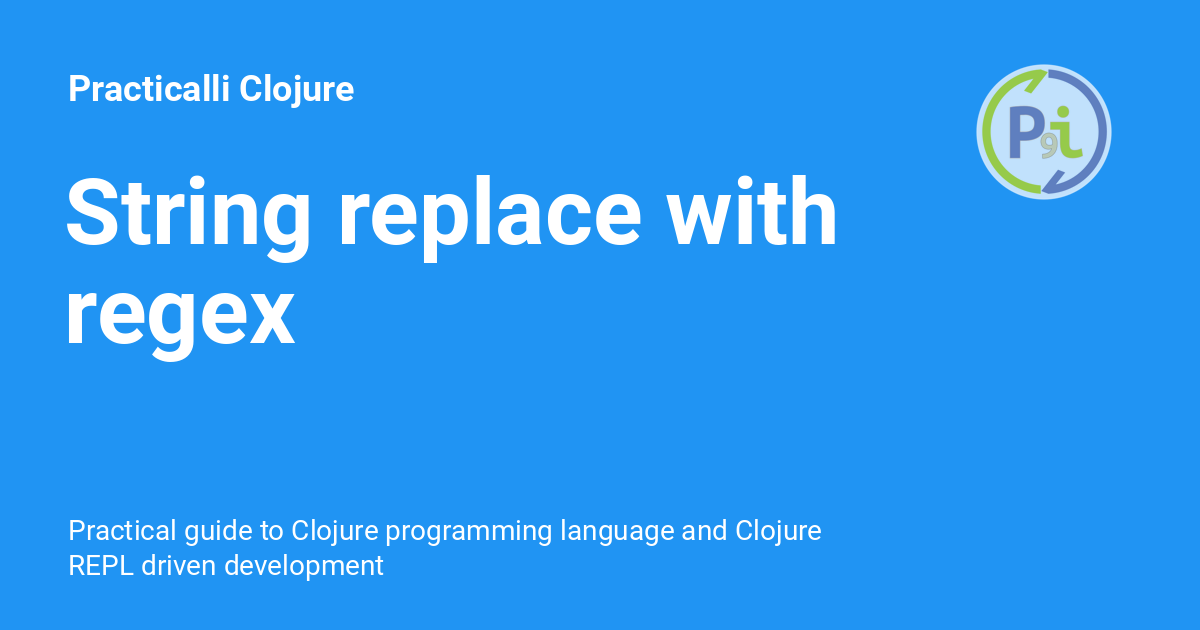 Practicalli Clojure
P9i
String replace with
regex
Practical guide to Clojure programming language and Clojure
REPL driven development